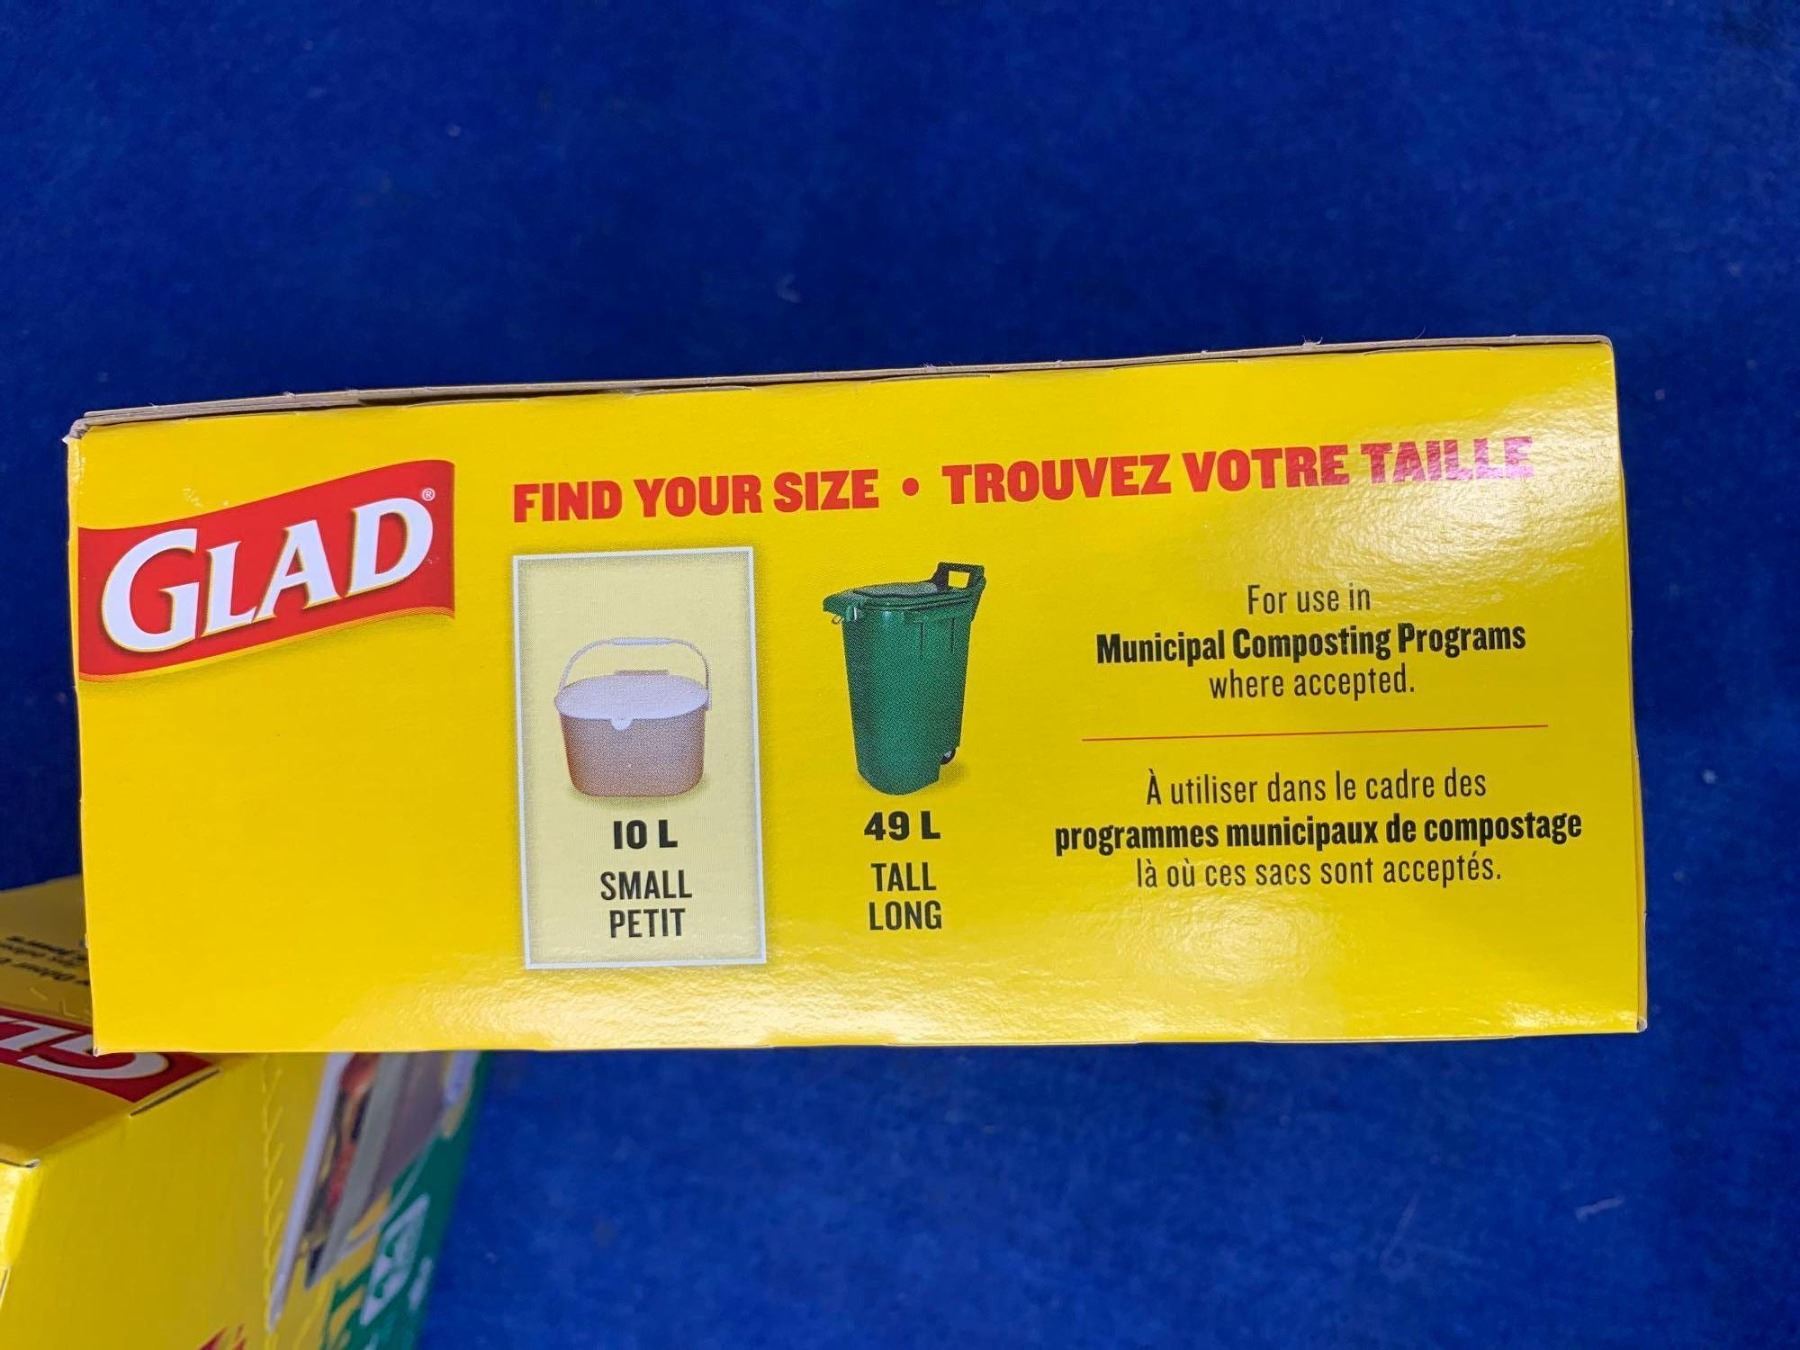 GLAD®
FIND YOUR SIZE • TROUVEZ VOTRE TAILLE
10 L
SMALL
PETIT
49 L
TALL
LONG
For use in
Municipal Composting Programs
where accepted.
À utiliser dans le cadre des
programmes municipaux de compostage
là où ces sacs sont acceptés.